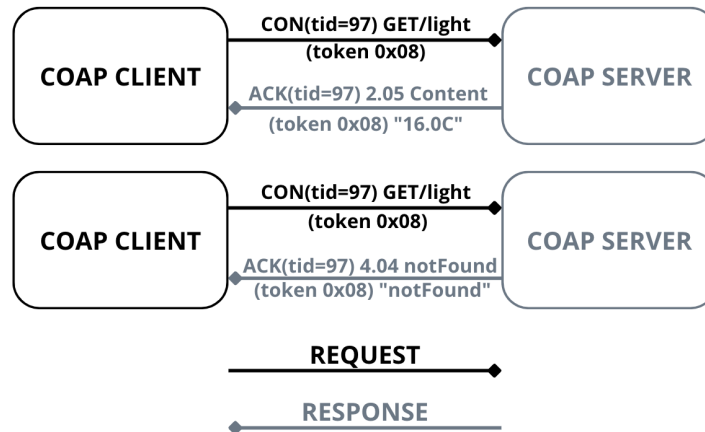 CON(tid=97) GET/light
(token 0x08)
COAP CLIENT
COAP SERVER
ACK(tid=97) 2.05 Content
(token 0x08) "16.0C"
CON(tid=97) GET/light
(token 0x08)
COAP CLIENT
COAP SERVER
ACK(tid=97) 4.04 notFound
(token 0x08) "notFound"
REQUEST
RESPONSE